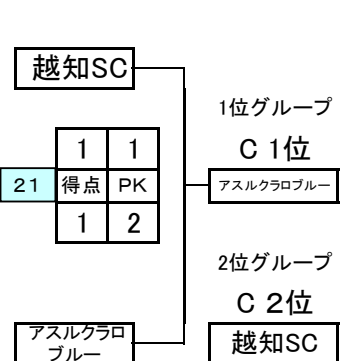 越知SC
1位グループ
1 1
C 1位
21 得点 PK
アスルクラロブルー
1 2
2位グループ
C 2位
アスルクラロ
ブルー
越知SC